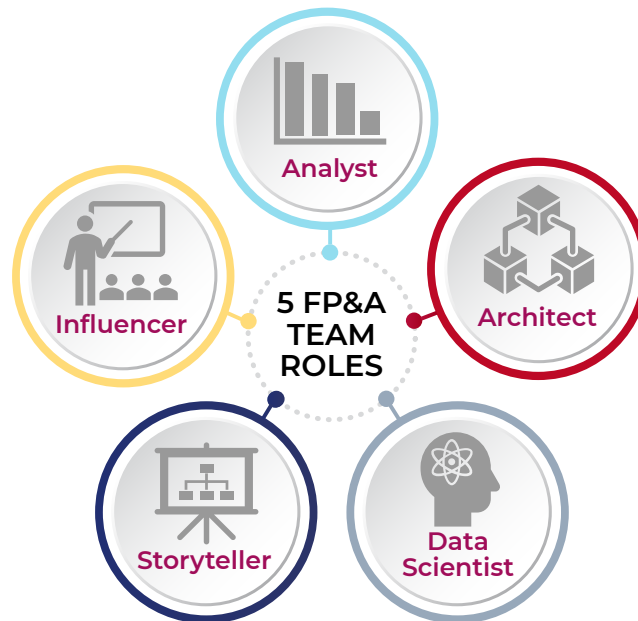 Analyst
Influencer
5 FP&A
TEAM
ROLES
Architect
Storyteller
Data
Scientist